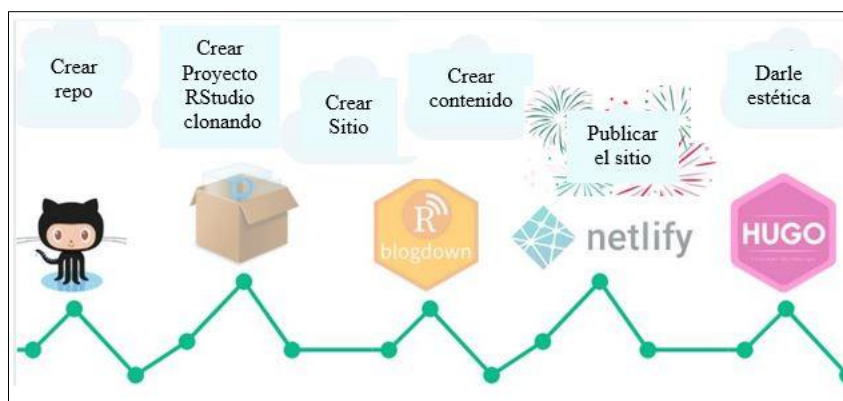 Crear
repo
Crear
Proyecto
RStudio
clonando
Crear
Sitio
Crear
contenido
Publicar
el sitio
Darle
estética
R
blogdown
netlify
HUGO